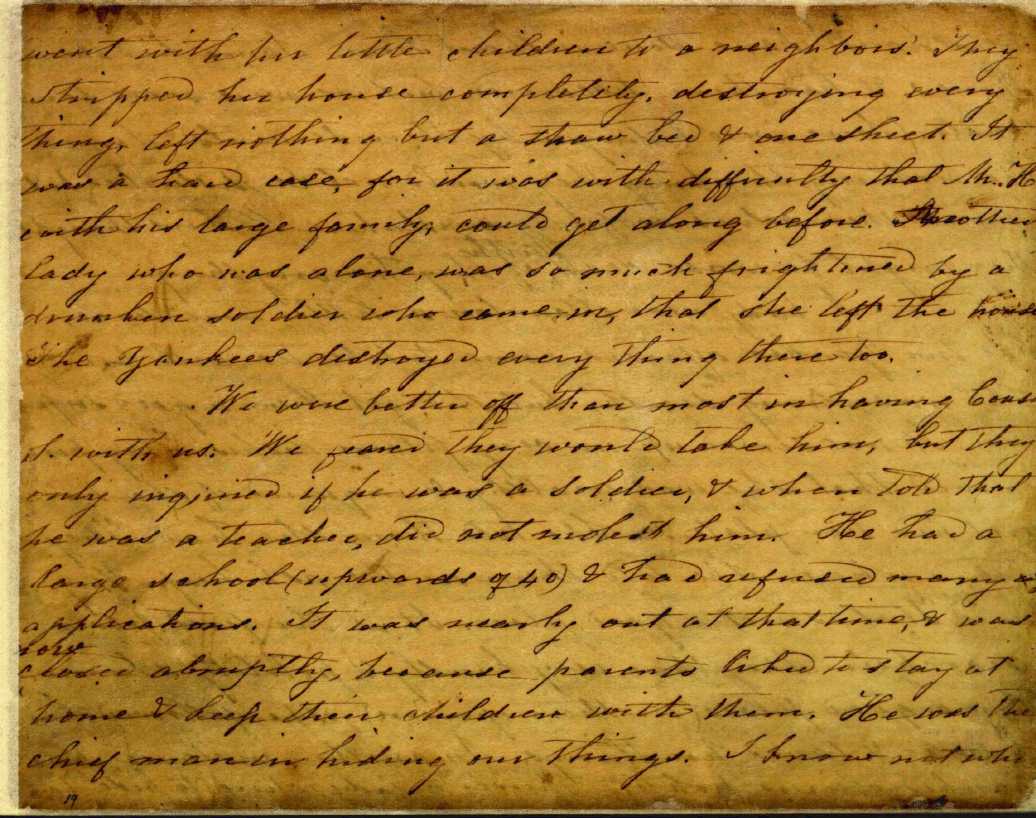 went with her little children to a neighbors'. They
stripped her house completely, destroying every
thing, left nothing but a straw bed & one sheet. It
was a hard case, for it was with difficulty that Mr. H
with his large family, could get along before. Another
lady who was alone, was so much frightened by a
drunken soldier who came in, that she left the house
The Yankees destroyed every thing there too.
We were better off than most in having Cous
S. with us. We feared they would take him, but they
only inquired if he was a soldier, & when told that
he was a teacher, did not molest him. He had a
large school (upwards of 40) & had refused many
applications. It was nearly out at that time, & was
now
closed abruptly, because parents liked to stay at
home & keep their children with them. He was the
chief man in hiding our things. I know not wh
19